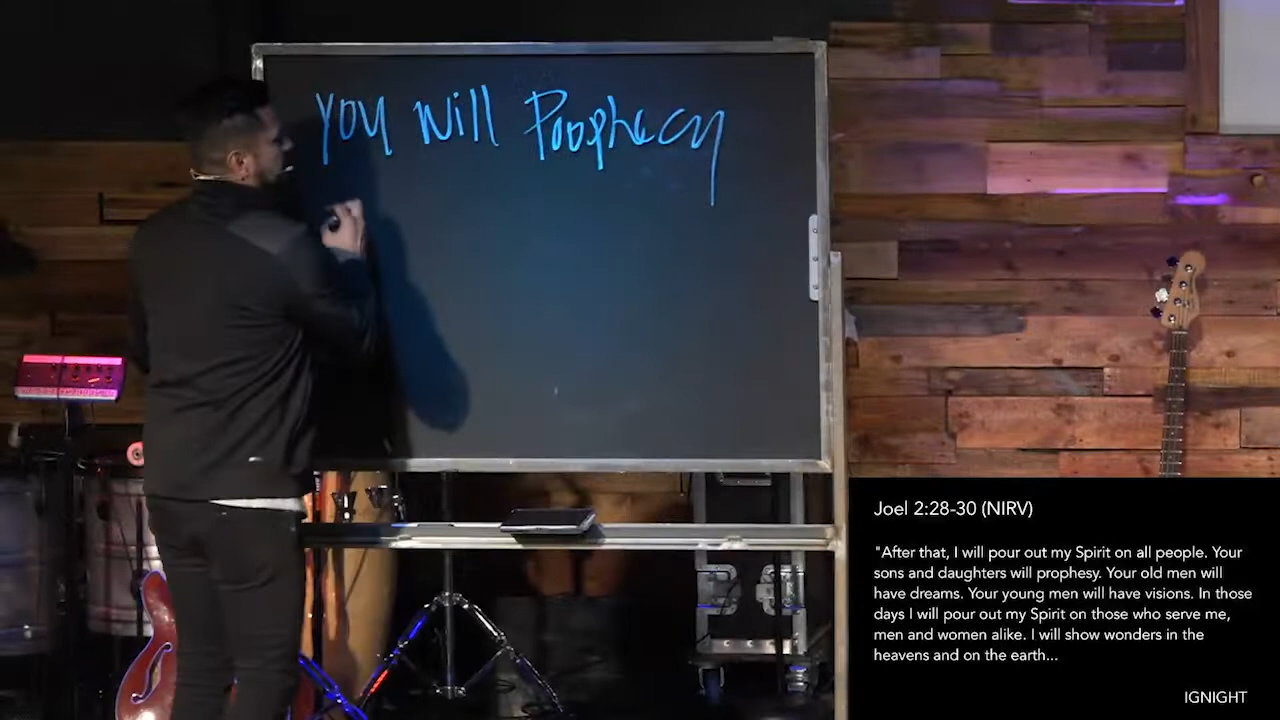 You Will Poophecy
Joel 2:28-30 (NIRV)
"After that, I will pour out my Spirit on all people. Your
sons and daughters will prophesy. Your old men will
have dreams. Your young men will have visions. In those
days I will pour out my Spirit on those who serve me,
men and women alike. I will show wonders in the
heavens and on the earth...
IGNIGHT